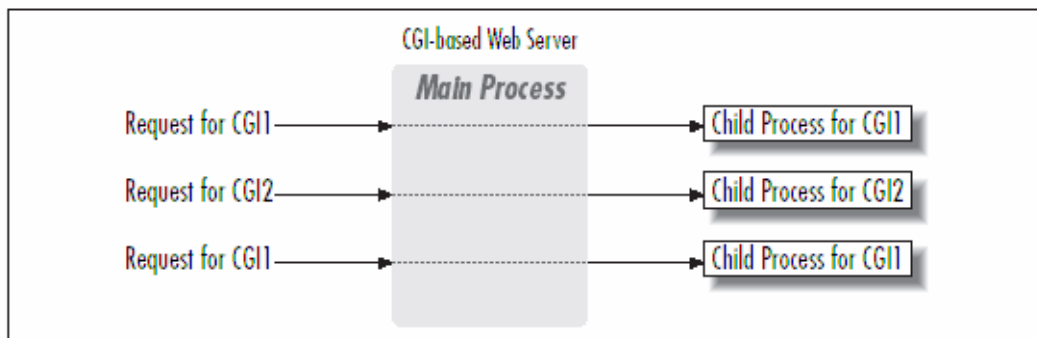 CGI-based Web Server
Main Process
Request for CGI1
Child Process for CGI1
Request for CGI2
Child Process for CGI2
Request for CGI1
Child Process for CGI1